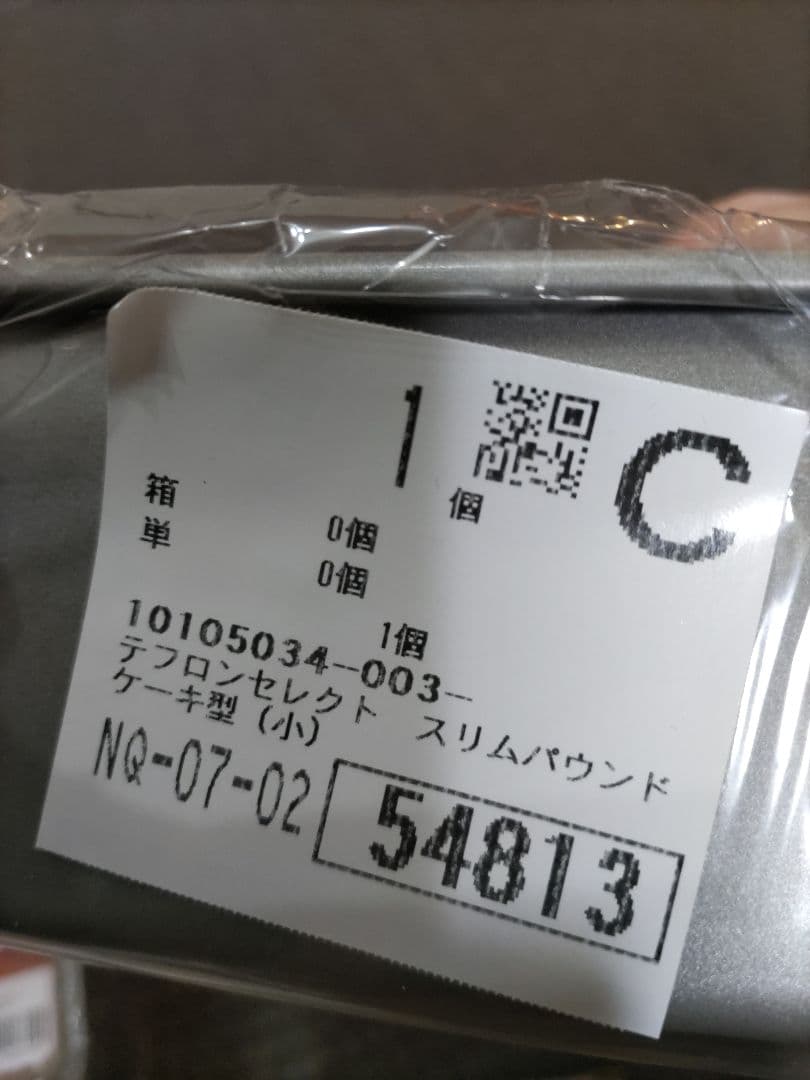 1 個 C
箱 0個
単 0個
1個
10105034-003-
テフロンセレクト スリムパウンド
ケーキ型(小)
NQ-07-02 54813